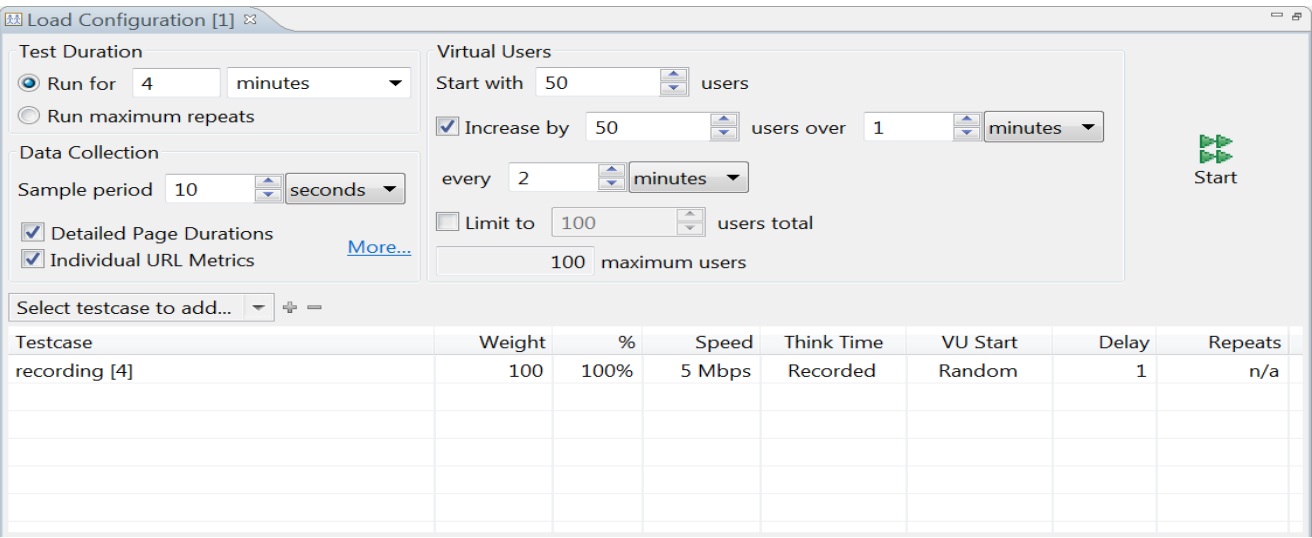 Load Configuration [1]
Test Duration
Run for 4 minutes
Run maximum repeats
Data Collection
Sample period 10 seconds
Detailed Page Durations
Individual URL Metrics
More...
Virtual Users
Start with 50 users
Increase by 50 users over 1 minutes
every 2 minutes
Limit to 100 users total
100 maximum users
Start
Select testcase to add...
Testcase Weight % Speed Think Time VU Start Delay Repeats
recording [4] 100 100% 5 Mbps Recorded Random 1 n/a